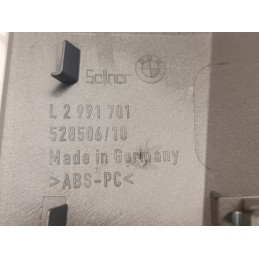 Sellner
L 2 991 701
528506/10
Made in Germany
>ABS-PC<